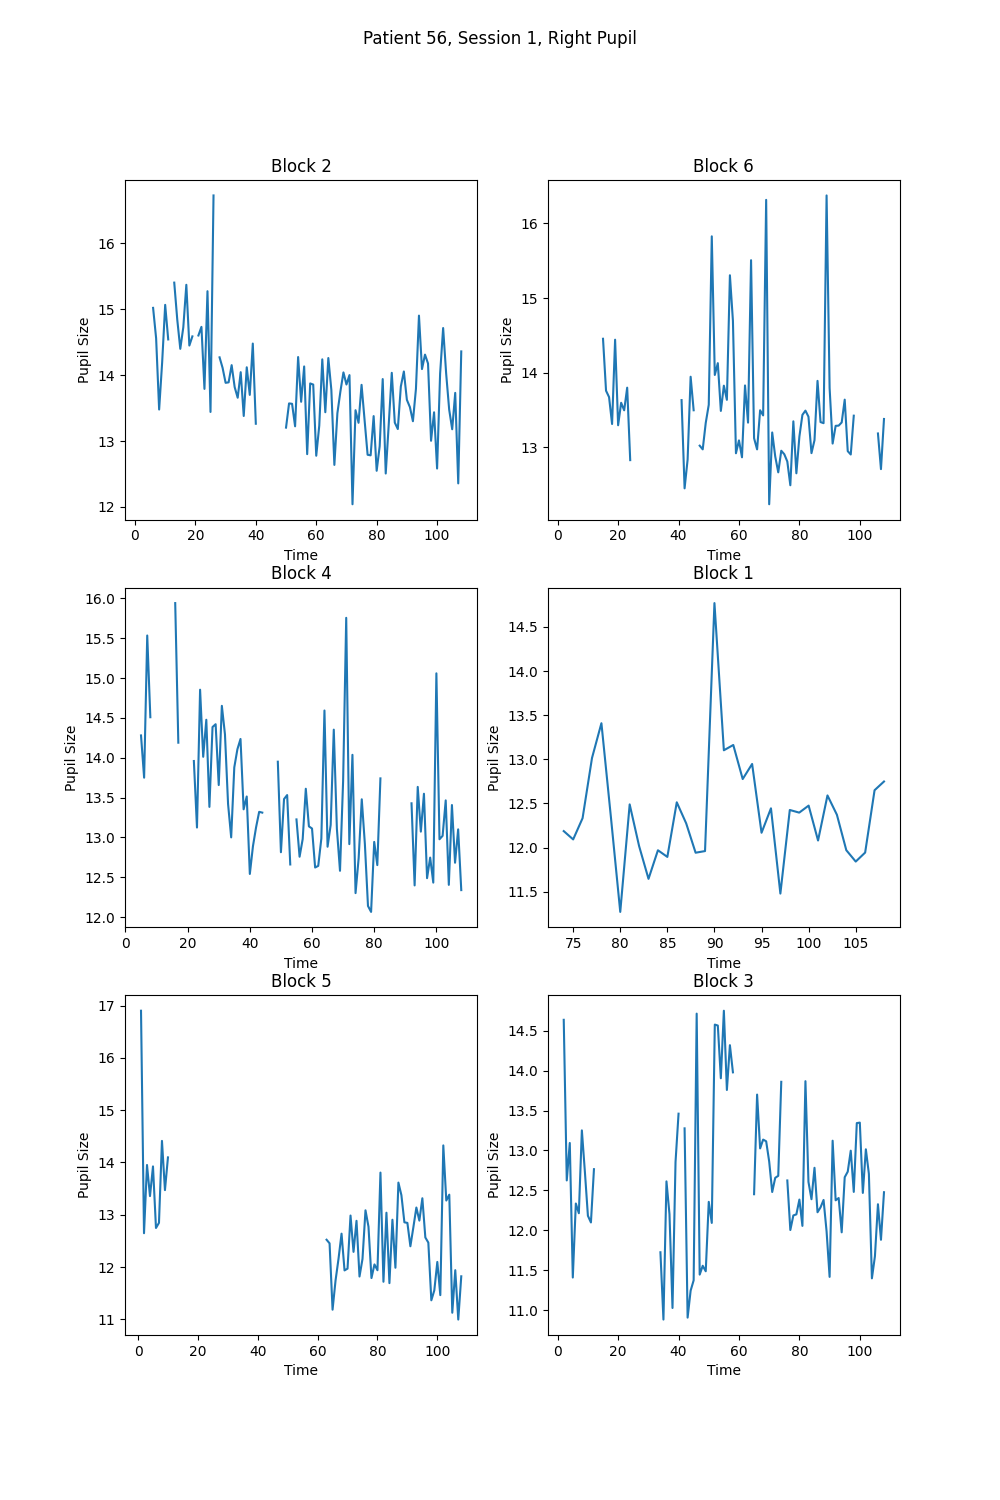 Patient 56, Session 1, Right Pupil
Block 2
Pupil Size
16
15
14
13
12
0 20 40 60 80 100
Time
Block 6
Pupil Size
16
15
14
13
0 20 40 60 80 100
Time
Block 4
Pupil Size
16.0
15.5
15.0
14.5
14.0
13.5
13.0
12.5
12.0
0 20 40 60 80 100
Time
Block 1
Pupil Size
14.5
14.0
13.5
13.0
12.5
12.0
11.5
75 80 85 90 95 100 105
Time
Block 5
Pupil Size
17
16
15
14
13
12
11
0 20 40 60 80 100
Time
Block 3
Pupil Size
14.5
14.0
13.5
13.0
12.5
12.0
11.5
11.0
0 20 40 60 80 100
Time